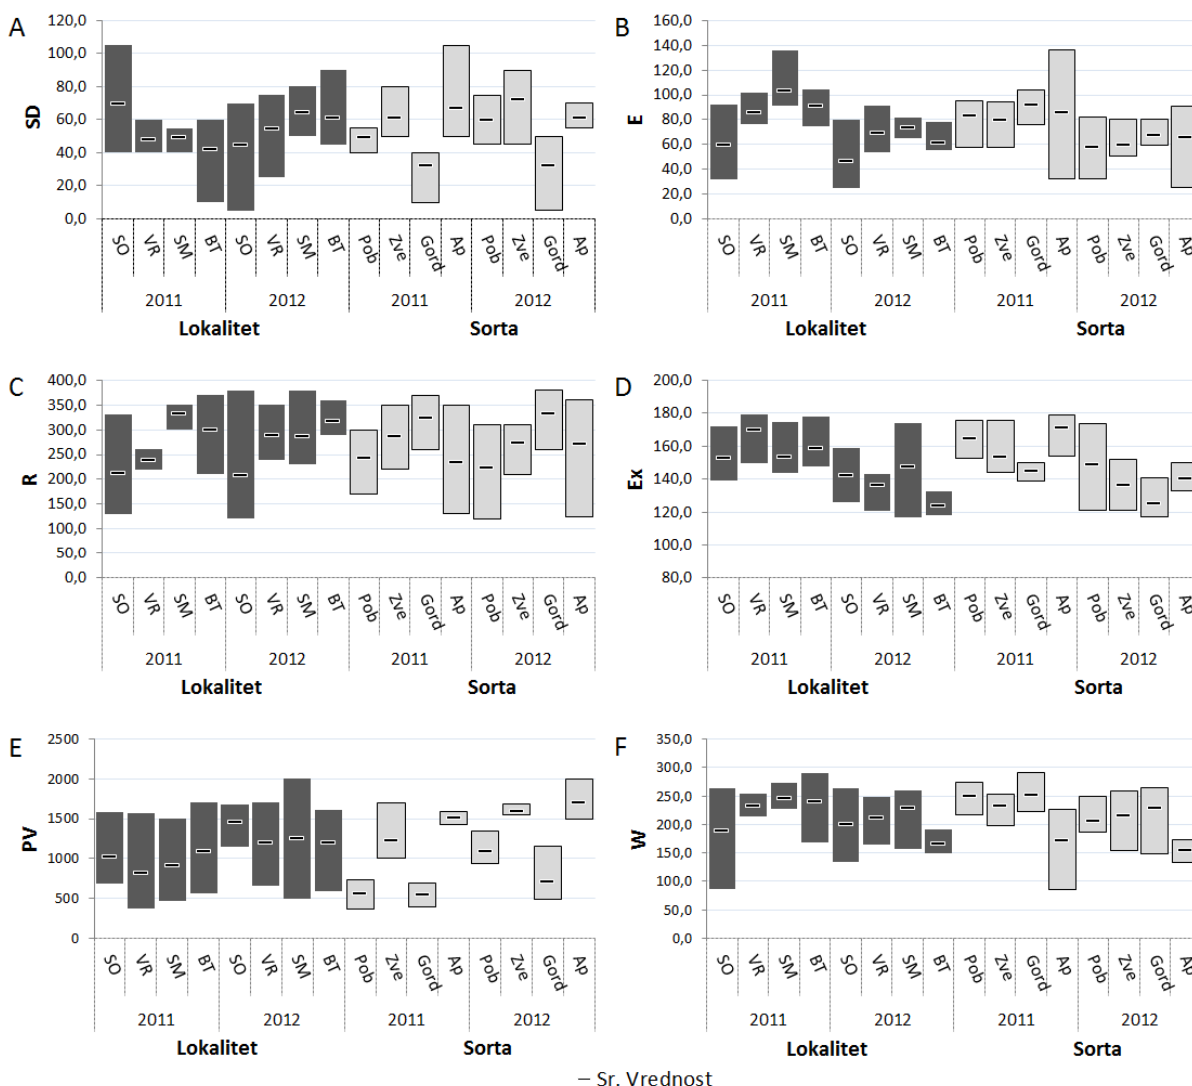 A
SD
120,0
100,0
80,0
60,0
40,0
20,0
0,0
SO VR SM BT SO VR SM BT Pob Zve Gord Ap Pob Zve Gord Ap
2011 2012 2011 2012
Lokalitet Sorta
B
E
160,0
140,0
120,0
100,0
80,0
60,0
40,0
20,0
0,0
SO VR SM BT SO VR SM BT Pob Zve Gord Ap Pob Zve Gord Ap
2011 2012 2011 2012
Lokalitet Sorta
C
R
400,0
350,0
300,0
250,0
200,0
150,0
100,0
50,0
0,0
SO VR SM BT SO VR SM BT Pob Zve Gord Ap Pob Zve Gord Ap
2011 2012 2011 2012
Lokalitet Sorta
D
Ex
200,0
180,0
160,0
140,0
120,0
100,0
80,0
SO VR SM BT SO VR SM BT Pob Zve Gord Ap Pob Zve Gord Ap
2011 2012 2011 2012
Lokalitet Sorta
E
PV
2500
2000
1500
1000
500
0
SO VR SM BT SO VR SM BT Pob Zve Gord Ap Pob Zve Gord Ap
2011 2012 2011 2012
Lokalitet Sorta
F
W
350,0
300,0
250,0
200,0
150,0
100,0
50,0
0,0
SO VR SM BT SO VR SM BT Pob Zve Gord Ap Pob Zve Gord Ap
2011 2012 2011 2012
Lokalitet Sorta
– Sr. Vrednost